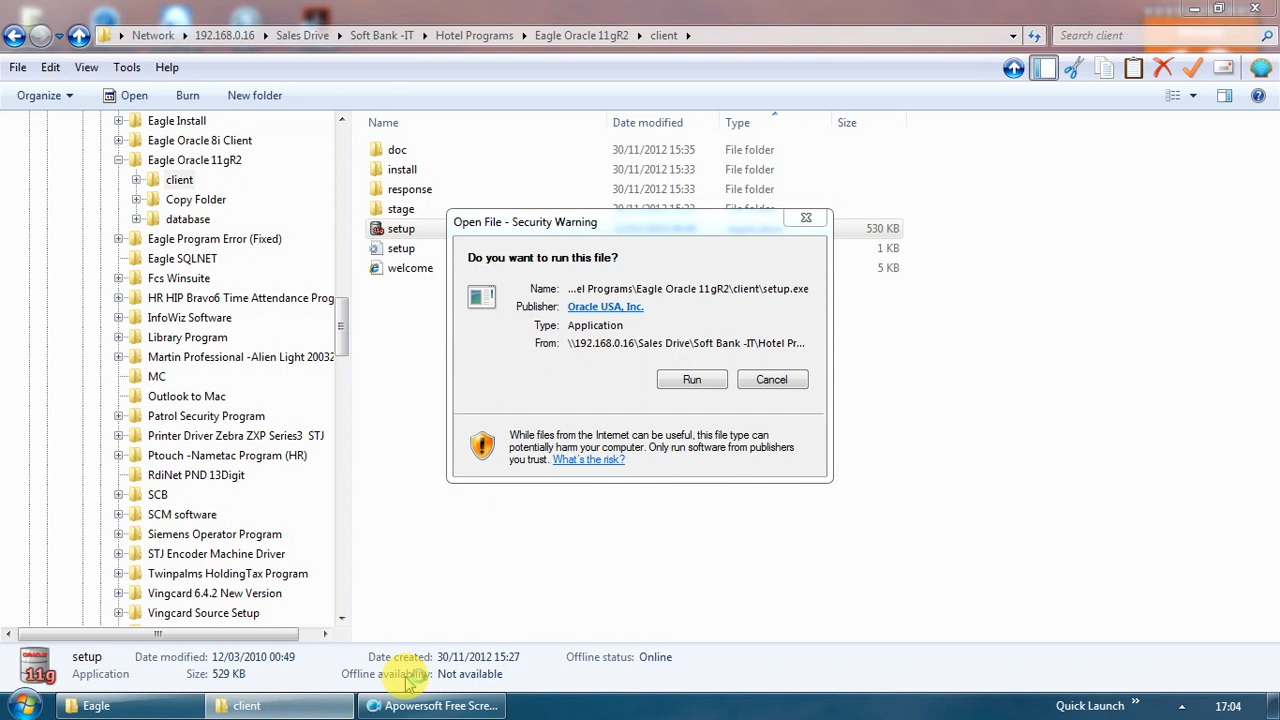 Network
192.168.0.16
Sales Drive
Soft Bank -IT
Hotel Programs
Eagle Oracle 11gR2
client
Search client
File Edit View Tools Help
Organize Open Burn New folder
Name Date modified Type Size
Eagle Install
Eagle Oracle 8i Client
Eagle Oracle 11gR2
client
Copy Folder
database
Eagle Program Error (Fixed)
Eagle SQLNET
Fcs Winsuite
HR HIP Bravo6 Time Attendance Prog
InfoWiz Software
Library Program
Martin Professional -Alien Light 20032
MC
Outlook to Mac
Patrol Security Program
Printer Driver Zebra ZXP Series3 STJ
Ptouch -Nametac Program (HR)
RdiNet PND 13Digit
SCB
SCM software
Siemens Operator Program
STJ Encoder Machine Driver
Twinpalms HoldingTax Program
Vingcard 6.4.2 New Version
Vingcard Source Setup
doc 30/11/2012 15:35 File folder
install 30/11/2012 15:33 File folder
response 30/11/2012 15:33 File folder
stage 30/11/2012 15:33 File folder
setup 530 KB
setup 1 KB
welcome 5 KB
Open File - Security Warning
Do you want to run this file?
Name: ...el Programs\Eagle Oracle 11gR2\client\setup.exe
Publisher: Oracle USA, Inc.
Type: Application
From: \\192.168.0.16\Sales Drive\Soft Bank -IT\Hotel Pr...
Run Cancel
While files from the Internet can be useful, this file type can
potentially harm your computer. Only run software from publishers
you trust. What's the risk?
11g
setup Date modified: 12/03/2010 00:49 Date created: 30/11/2012 15:27 Offline status: Online
Application Size: 529 KB Offline availability: Not available
Eagle
client
Apowersoft Free Scre...
Quick Launch
17:04